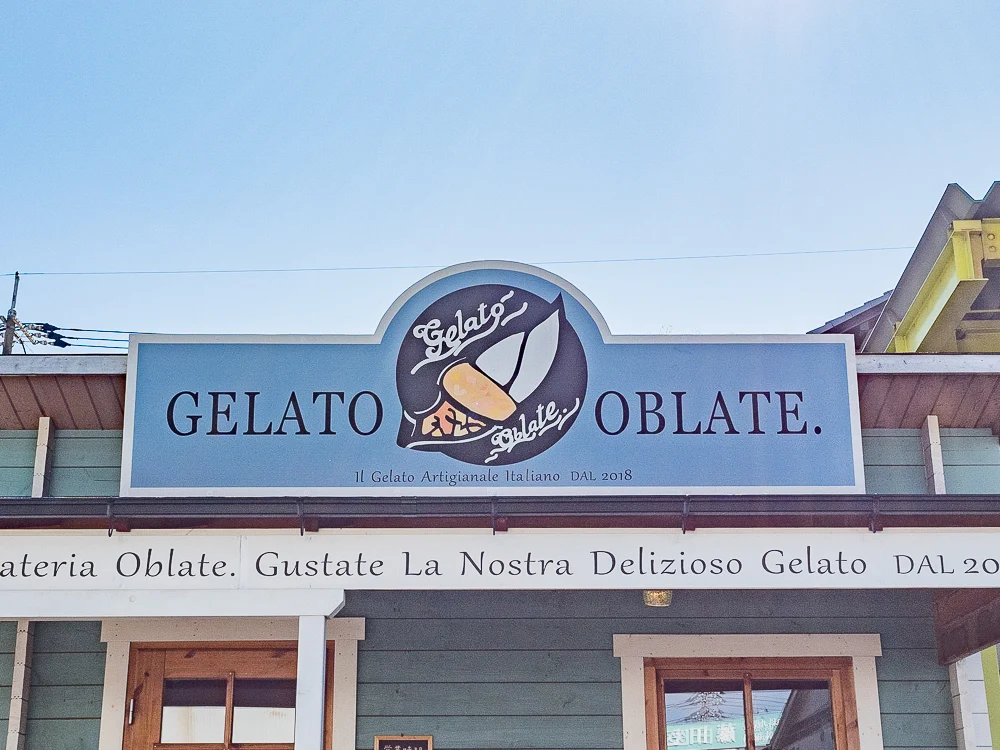 Gelato
GELATO
OBLATE.
Oblate.
Il Gelato Artigianale Italiano DAL 2018
ateria Oblate. Gustate La Nostra Delizioso Gelato DAL 20